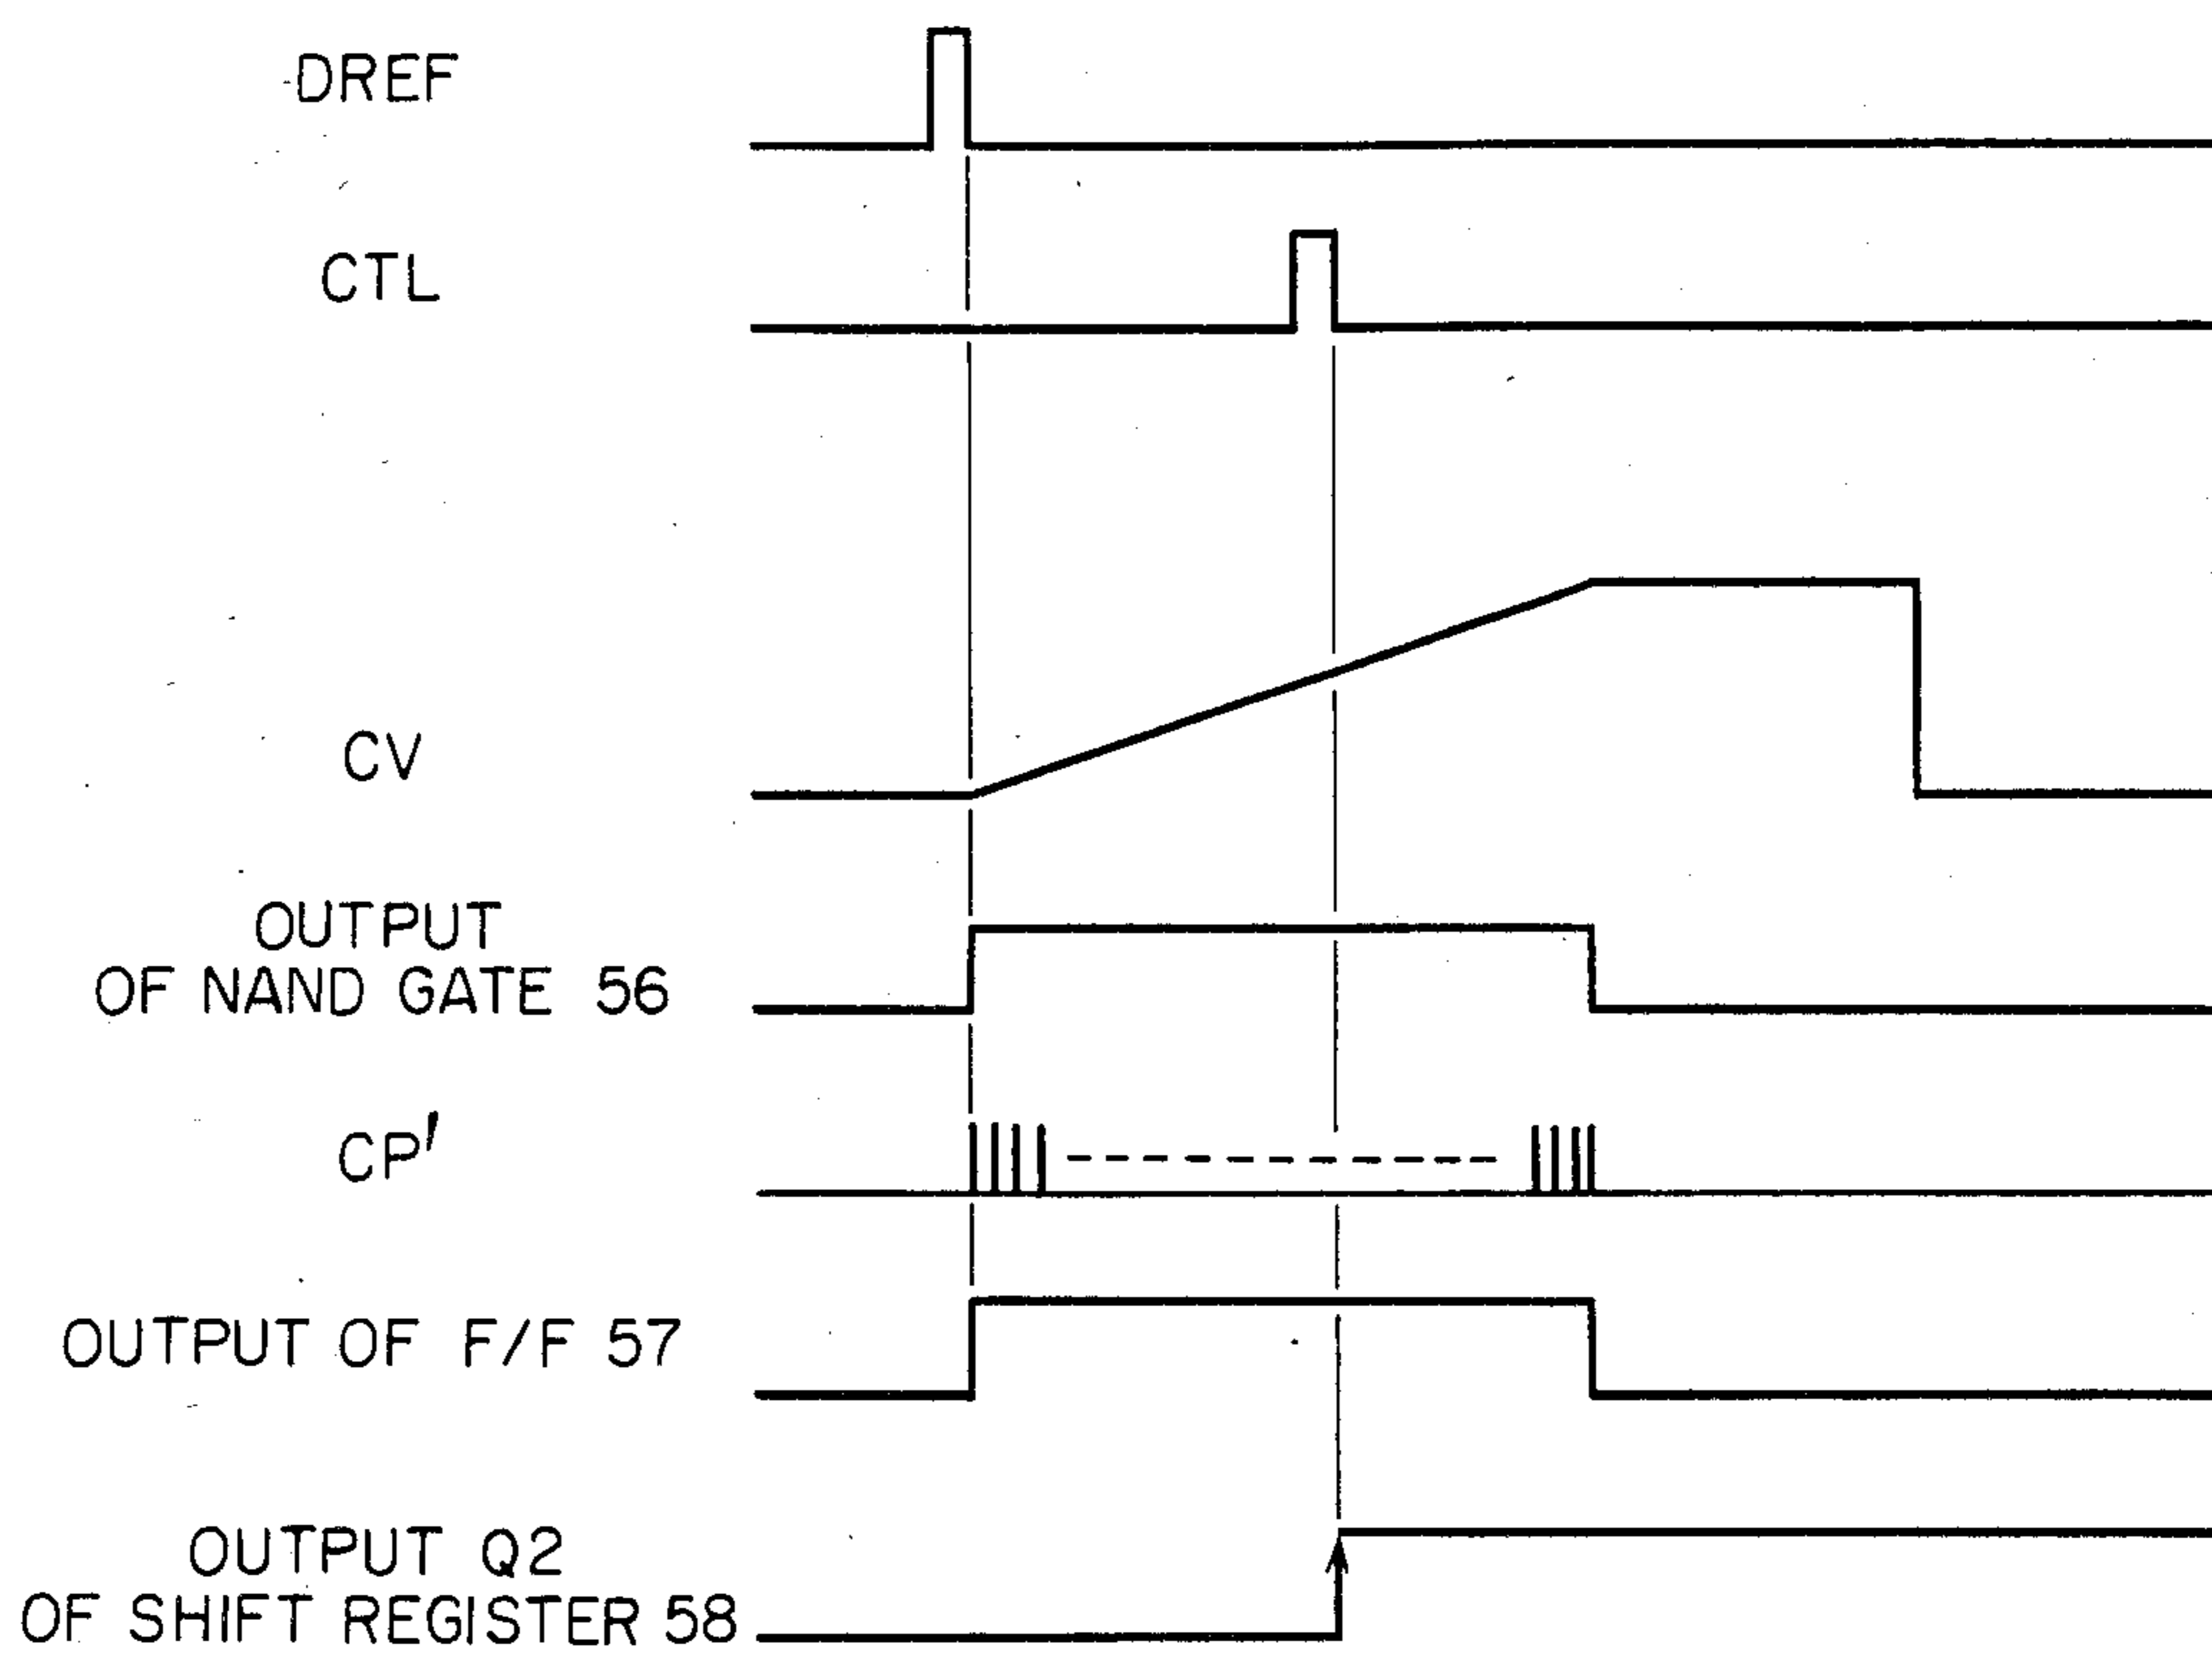 DREF
CTL
CV
OUTPUT
OF NAND GATE 56
CP'
OUTPUT OF F/F 57
OUTPUT Q2
OF SHIFT REGISTER 58